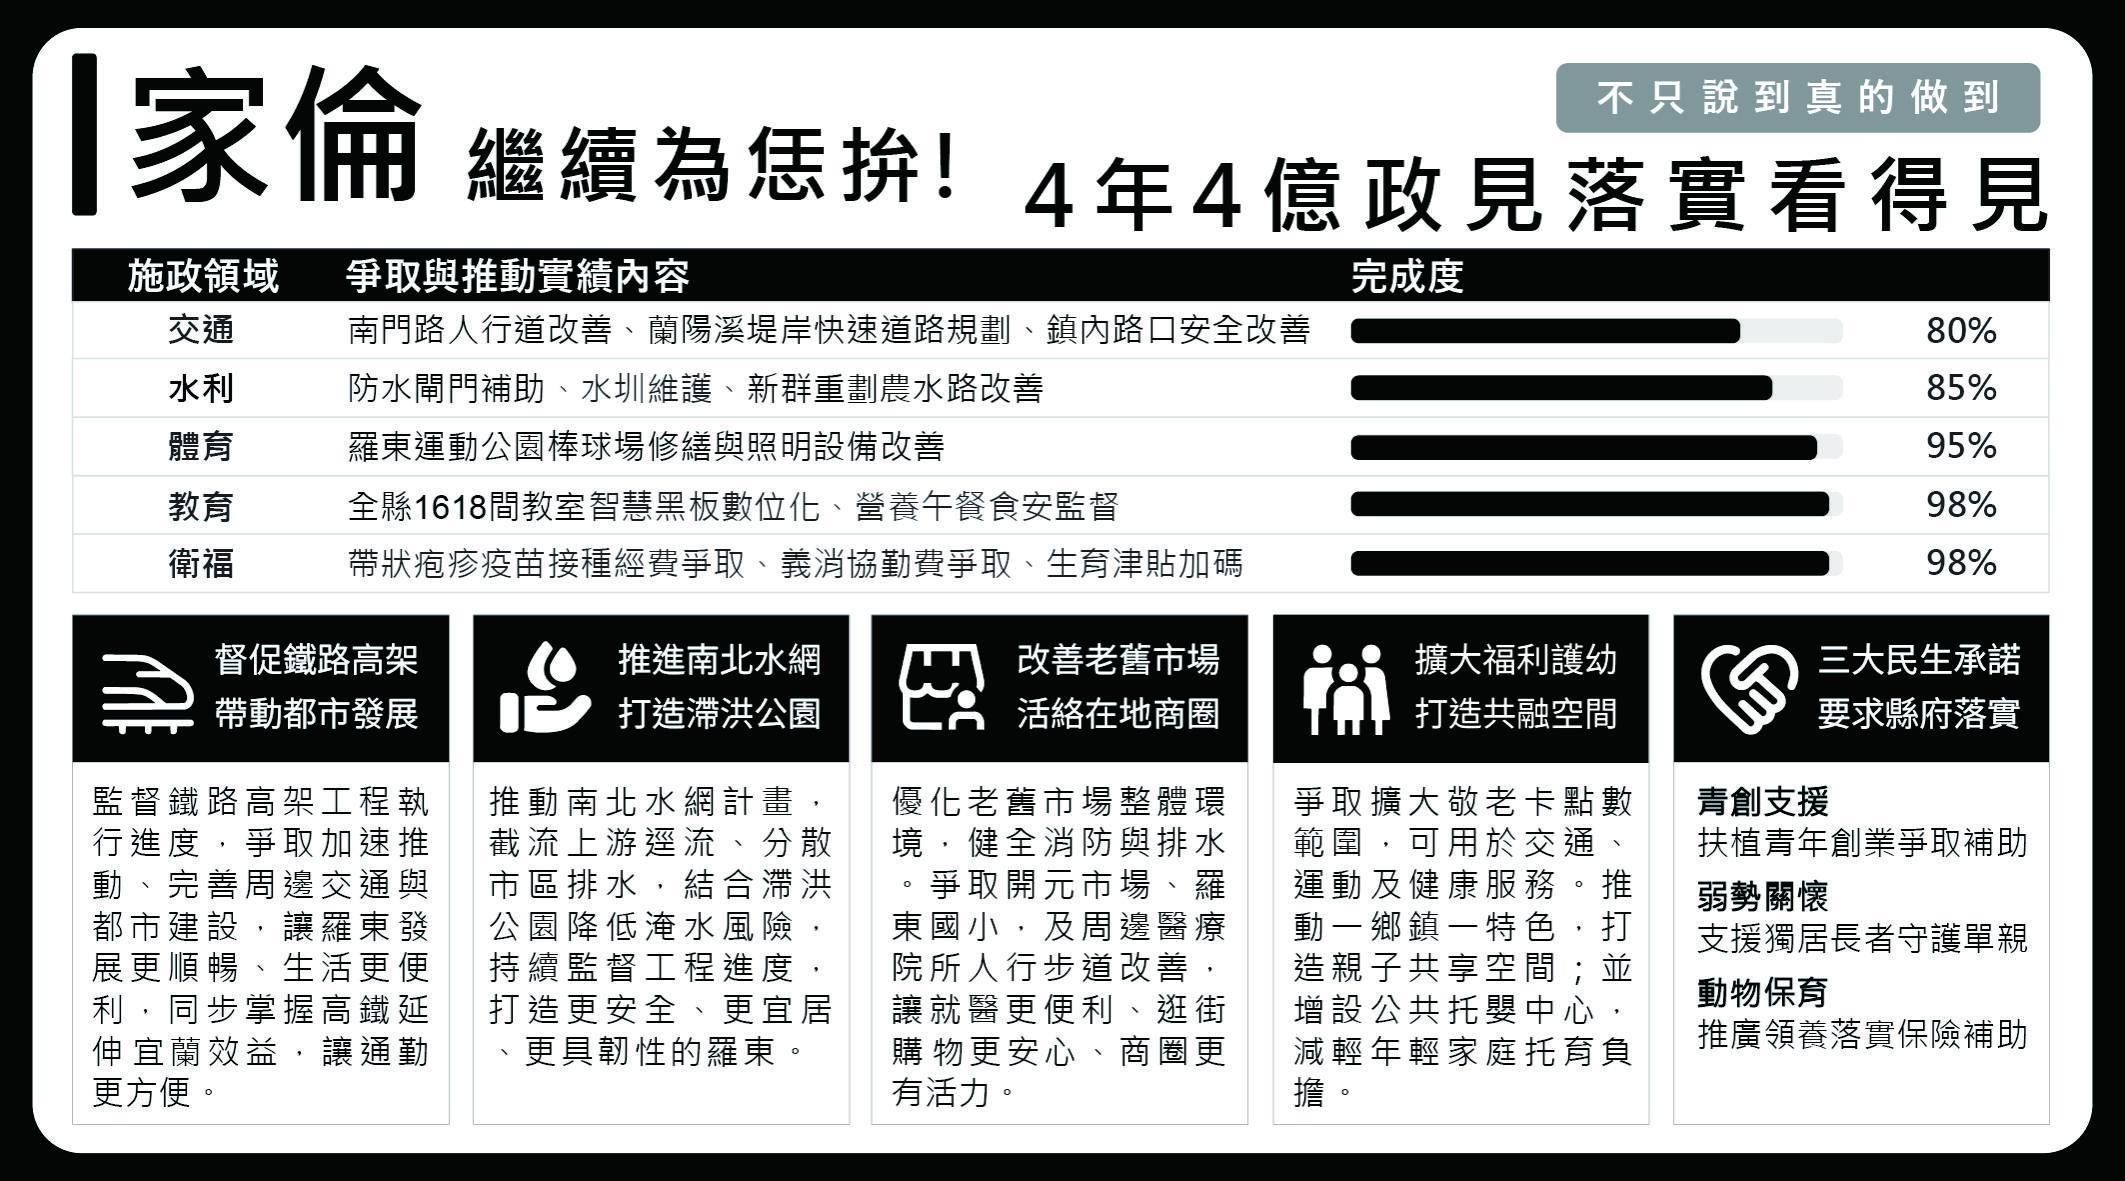 家倫 繼續為恁拚!
不只說到真的做到
4年4億政見落實看得見
施政領域 爭取與推動實績內容 完成度
交通 南門路人行道改善、蘭陽溪堤岸快速道路規劃、鎮內路口安全改善 80%
水利 防水閘門補助、水圳維護、新群重劃農水路改善 85%
體育 羅東運動公園棒球場修繕與照明設備改善 95%
教育 全縣1618間教室智慧黑板數位化、營養午餐食安監督 98%
衛福 帶狀疱疹疫苗接種經費爭取、義消協勤費爭取、生育津貼加碼 98%
督促鐵路高架
帶動都市發展
監督鐵路高架工程執
行進度，爭取加速推
動、完善周邊交通與
都市建設，讓羅東發
展更順暢、生活更便
利，同步掌握高鐵延
伸宜蘭效益，讓通勤
更方便。
推進南北水網
打造滯洪公園
推動南北水網計畫，
截流上游逕流、分散
市區排水，結合滯洪
公園降低淹水風險，
持續監督工程進度，
打造更安全、更宜居
、更具韌性的羅東。
改善老舊市場
活絡在地商圈
優化老舊市場整體環
境，健全消防與排水
。爭取開元市場、羅
東國小，及周邊醫療
院所人行步道改善，
讓就醫更便利、逛街
購物更安心、商圈更
有活力。
擴大福利護幼
打造共融空間
爭取擴大敬老卡點數
範圍，可用於交通、
運動及健康服務。推
動一鄉鎮一特色，打
造親子共享空間；並
增設公共托嬰中心，
減輕年輕家庭托育負
擔。
三大民生承諾
要求縣府落實
青創支援
扶植青年創業爭取補助
弱勢關懷
支援獨居長者守護單親
動物保育
推廣領養落實保險補助